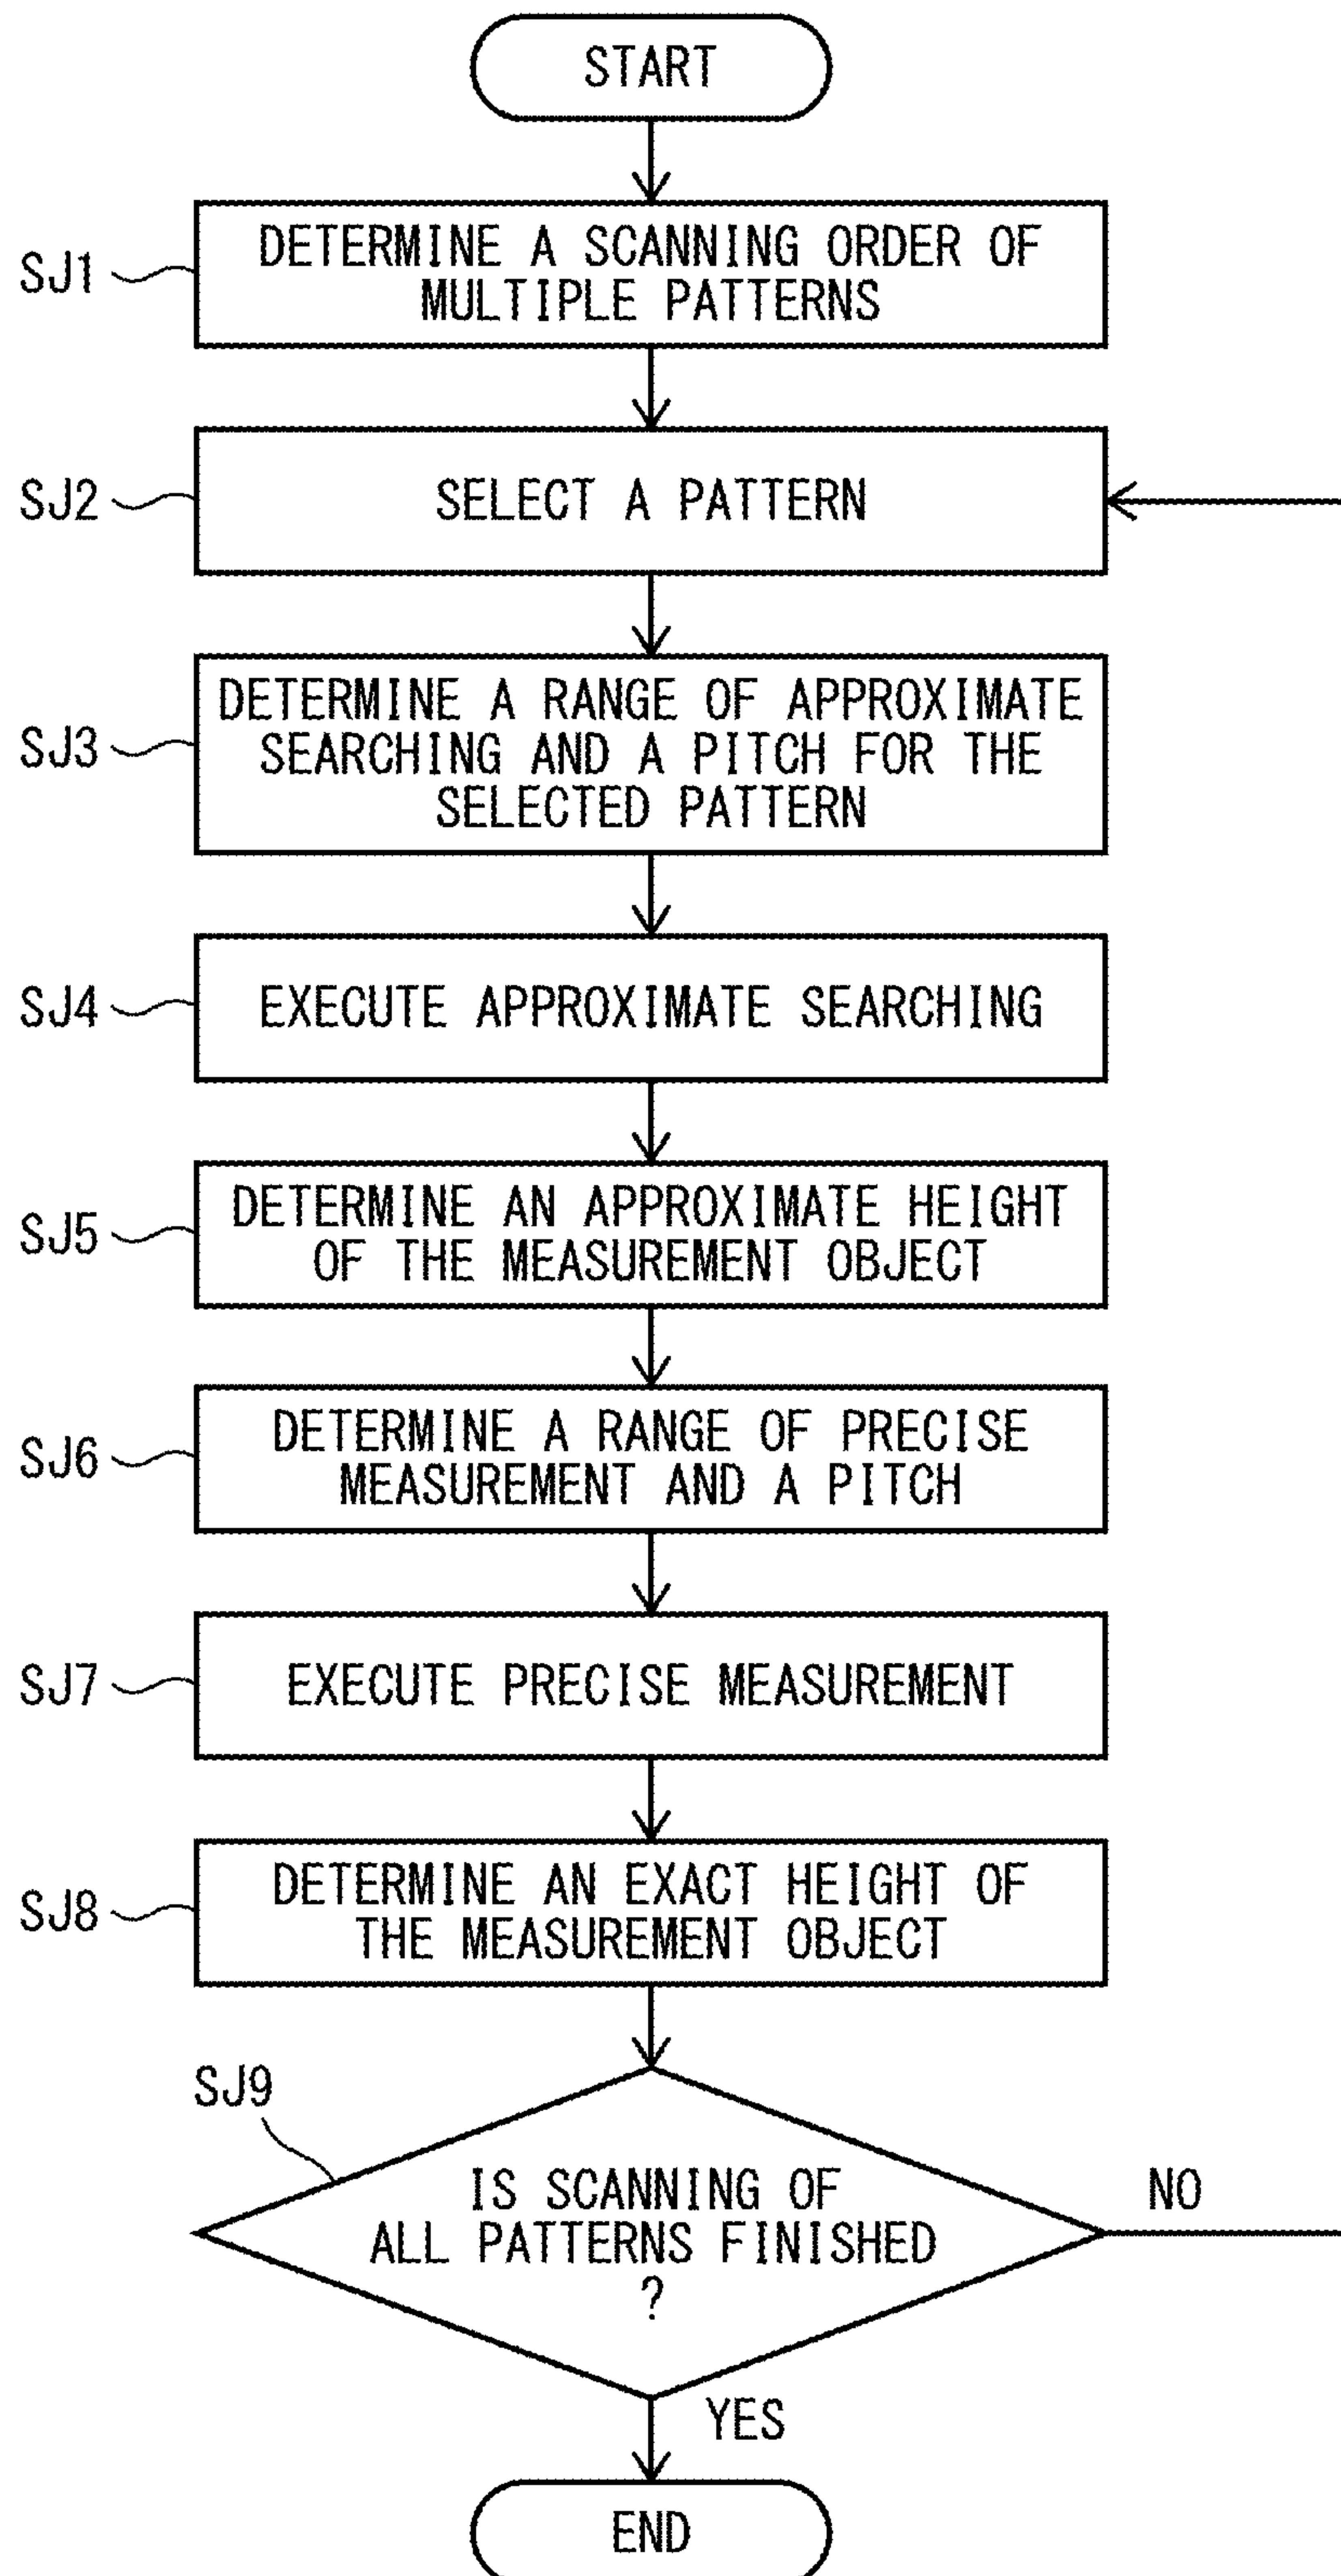 START
SJ1
DETERMINE A SCANNING ORDER OF
MULTIPLE PATTERNS
SJ2
SELECT A PATTERN
SJ3
DETERMINE A RANGE OF APPROXIMATE
SEARCHING AND A PITCH FOR THE
SELECTED PATTERN
SJ4
EXECUTE APPROXIMATE SEARCHING
SJ5
DETERMINE AN APPROXIMATE HEIGHT
OF THE MEASUREMENT OBJECT
SJ6
DETERMINE A RANGE OF PRECISE
MEASUREMENT AND A PITCH
SJ7
EXECUTE PRECISE MEASUREMENT
SJ8
DETERMINE AN EXACT HEIGHT OF
THE MEASUREMENT OBJECT
SJ9
IS SCANNING OF
ALL PATTERNS FINISHED
?
NO
YES
END